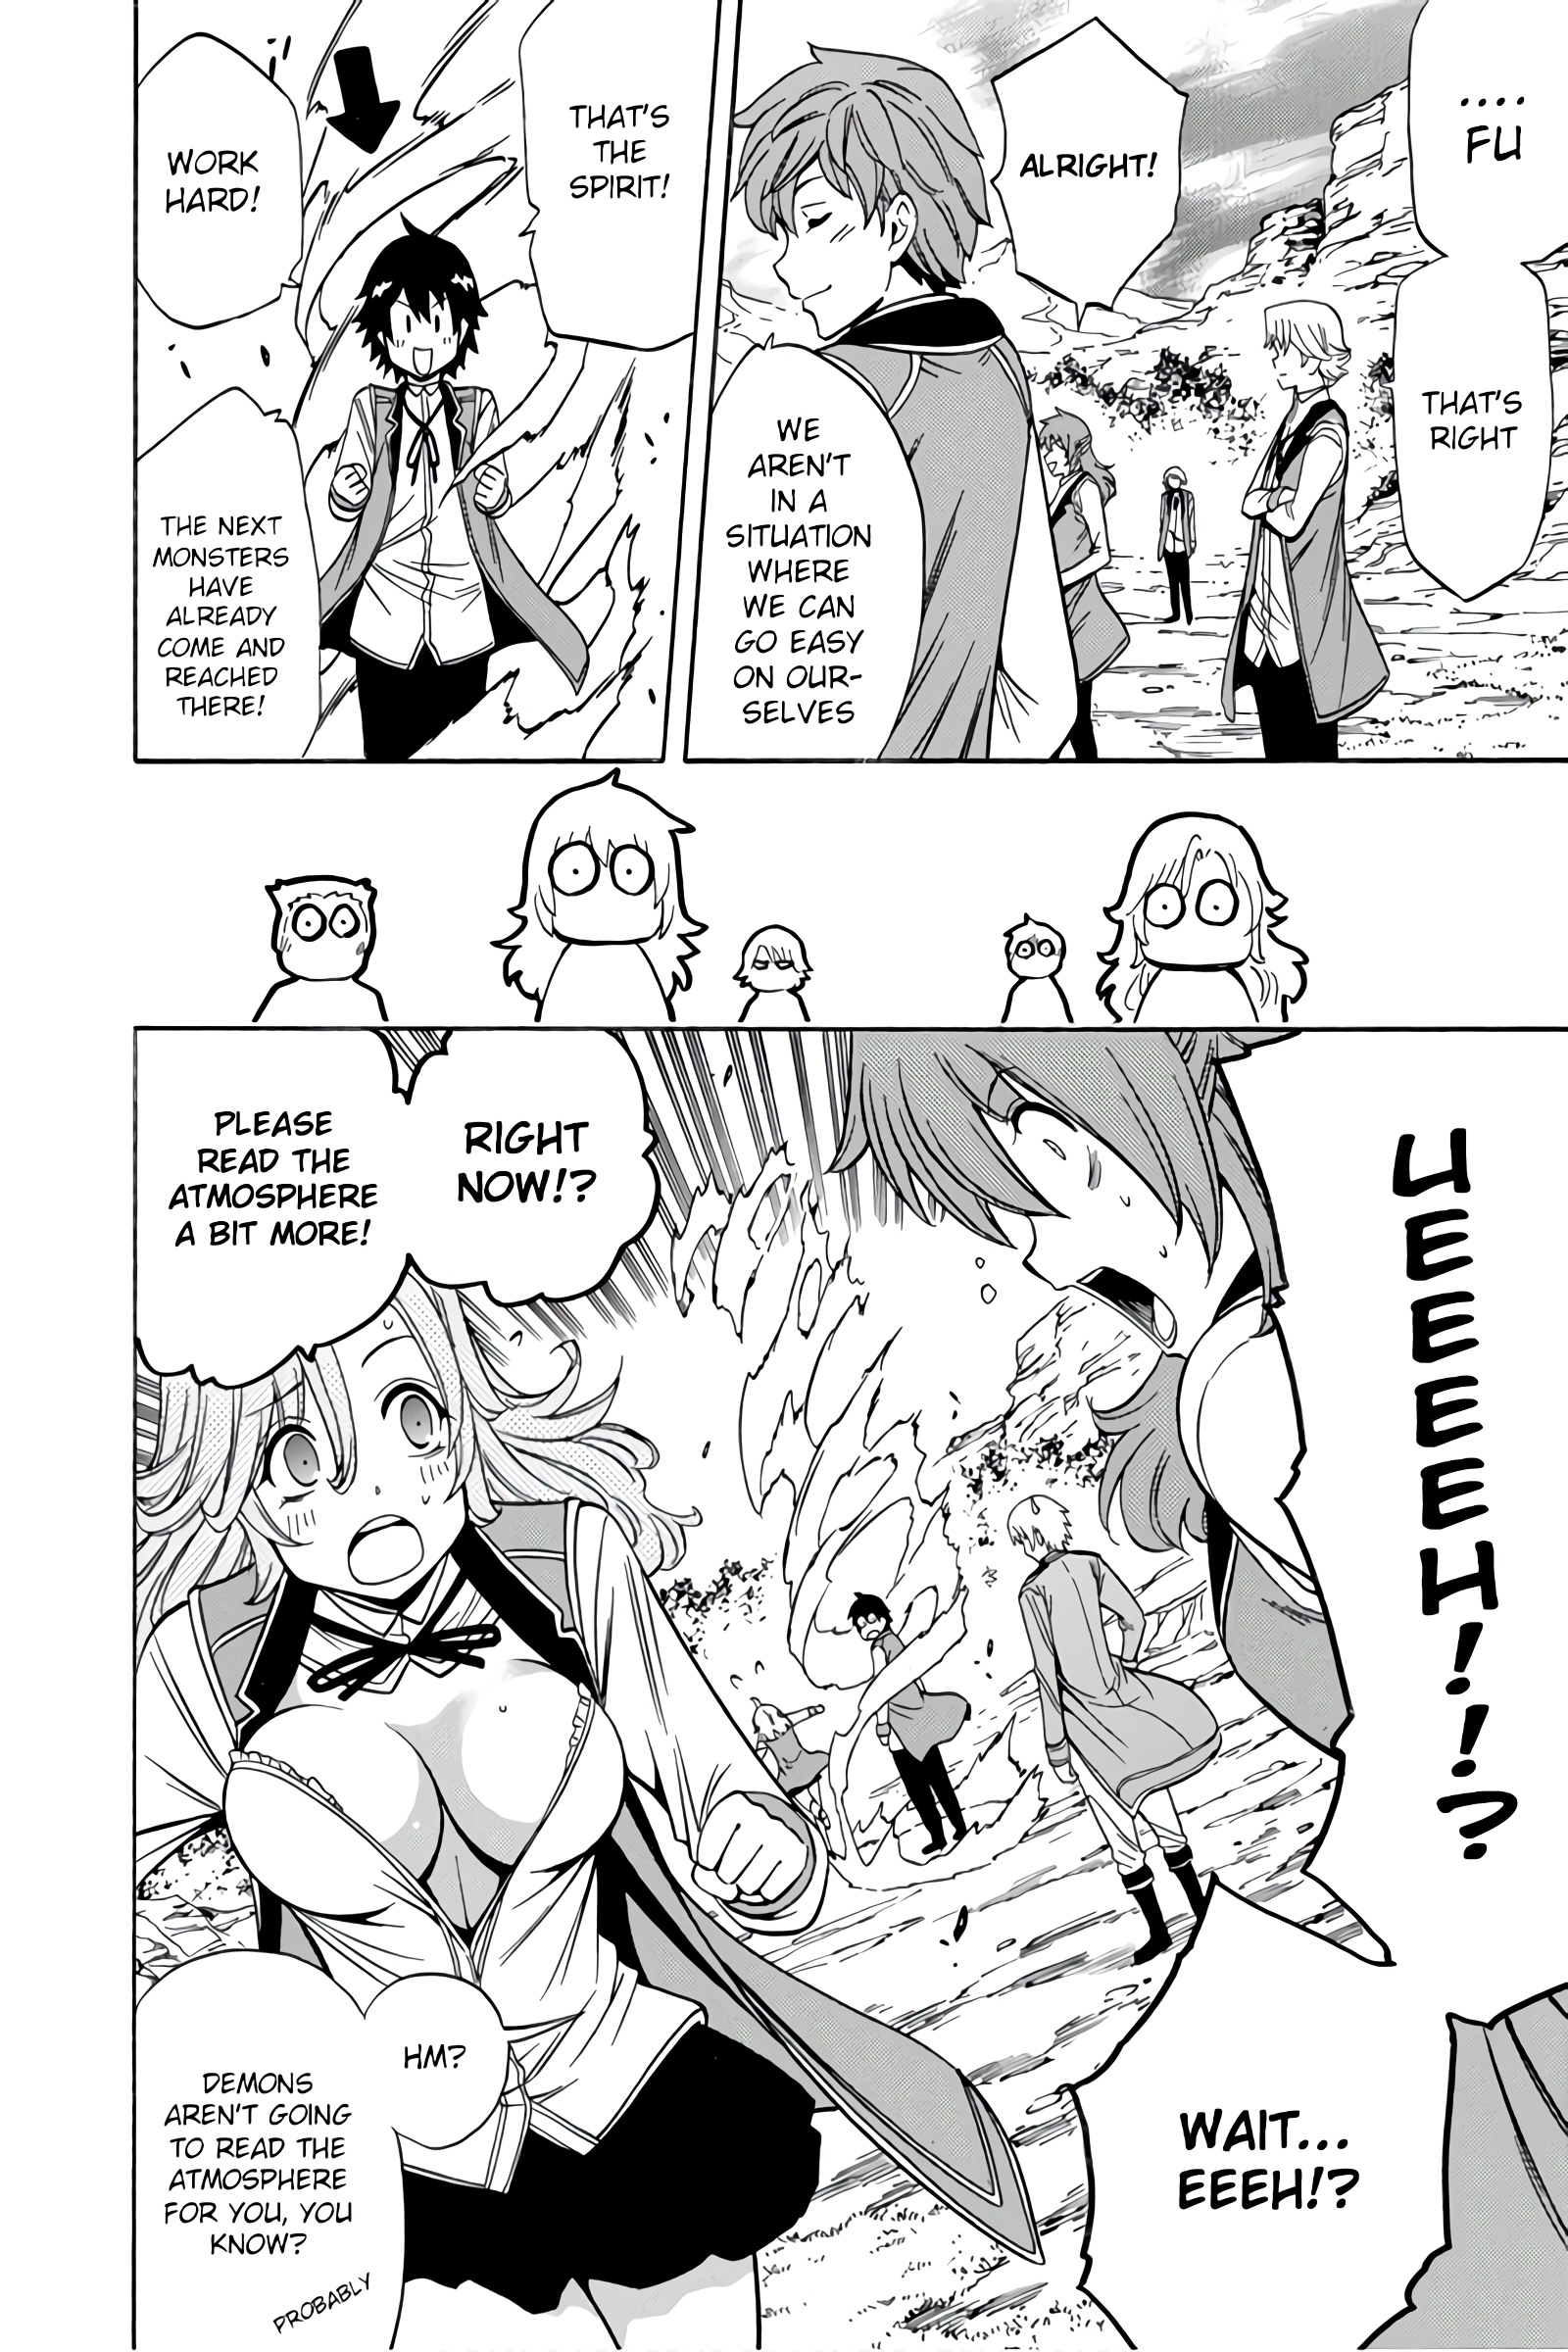 ....
FU
THAT'S
RIGHT
ALRIGHT!
WE
AREN'T
IN A
SITUATION
WHERE
WE CAN
GO EASY
ON OUR-
SELVES
THAT'S
THE
SPIRIT!
WORK
HARD!
THE NEXT
MONSTERS
HAVE
ALREADY
COME AND
REACHED
THERE!
UEEEEH!!?
WAIT...
EEEH!?
RIGHT
NOW!?
PLEASE
READ THE
ATMOSPHERE
A BIT MORE!
HM?
DEMONS
AREN'T GOING
TO READ THE
ATMOSPHERE
FOR YOU, YOU
KNOW?
PROBABLY